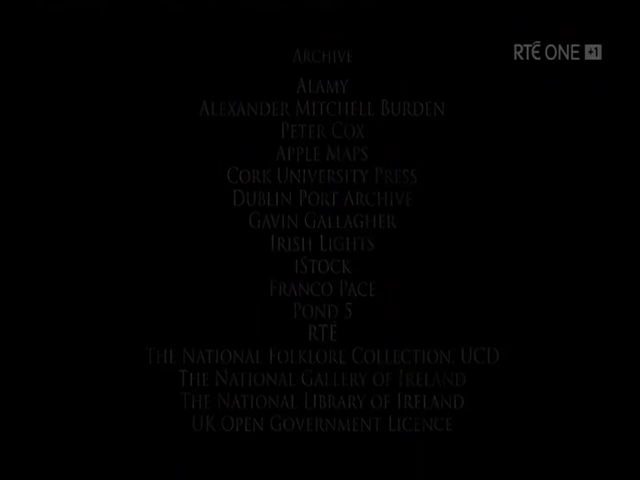 RTÉ ONE +1
ARCHIVE
ALAMY
ALEXANDER MITCHELL BURDEN
PETER COX
APPLE MAPS
CORK UNIVERSITY PRESS
DUBLIN PORT ARCHIVE
GAVIN GALLAGHER
IRISH LIGHTS
ISTOCK
FRANCO PACE
POND 5
RTÉ
THE NATIONAL FOLKLORE COLLECTION, UCD
THE NATIONAL GALLERY OF IRELAND
THE NATIONAL LIBRARY OF IRELAND
UK OPEN GOVERNMENT LICENCE